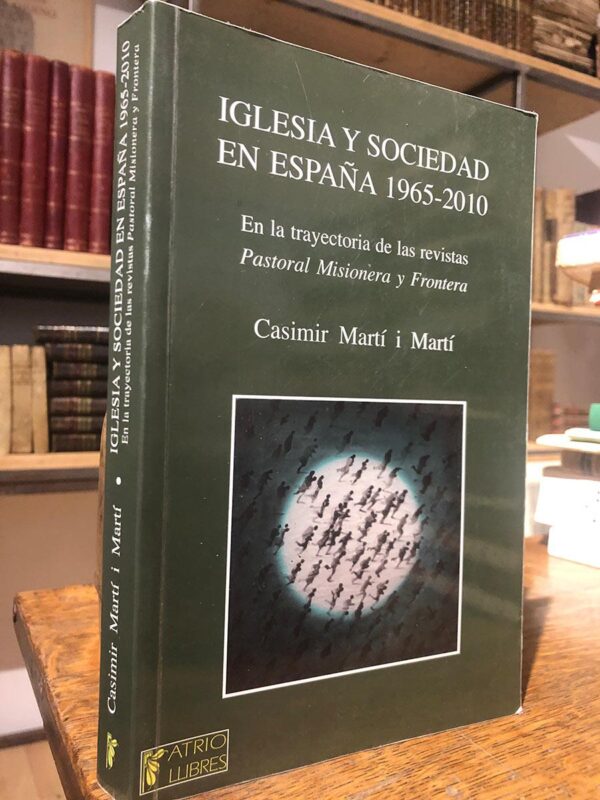 IGLESIA Y SOCIEDAD
EN ESPAÑA 1965-2010
En la trayectoria de las revistas
Pastoral Misionera y Frontera
Casimir Martí i Martí
ATRIO
LLIBRES
Casimir Martí i Martí • IGLESIA Y SOCIEDAD EN ESPAÑA 1965-2010
En la trayectoria de las revistas Pastoral Misionera y Frontera